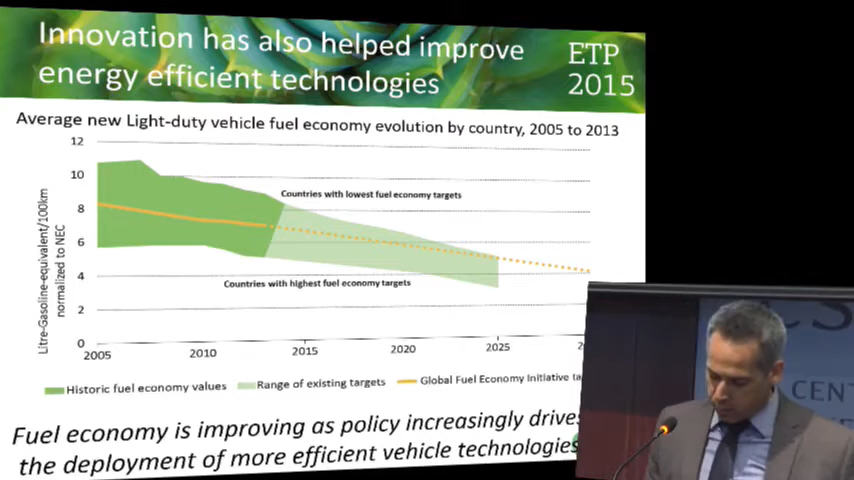 Innovation has also helped improve
energy efficient technologies
ETP
2015
Average new Light-duty vehicle fuel economy evolution by country, 2005 to 2013
12
10
8
6
4
2
0
Litre-Gasoline-equivalent/100km
normalized to NEC
Countries with lowest fuel economy targets
Countries with highest fuel economy targets
2005 2010 2015 2020 2025
Historic fuel economy values Range of existing targets Global Fuel Economy Initiative
Fuel economy is improving as policy increasingly drives
the deployment of more efficient vehicle technologies
CENT